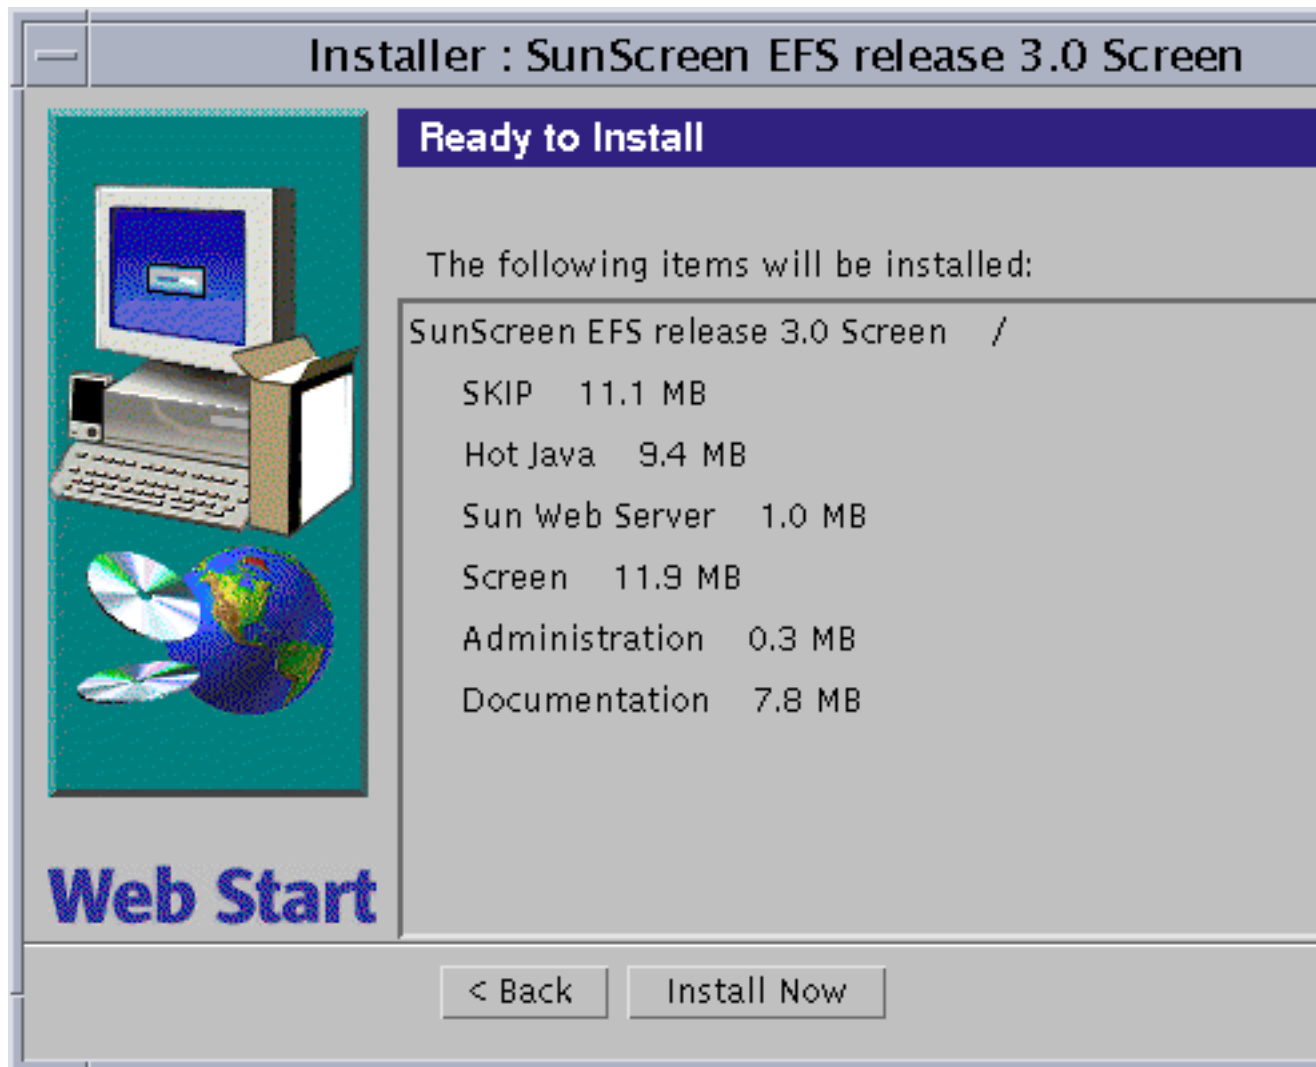 Installer : SunScreen EFS release 3.0 Screen
Ready to Install
The following items will be installed:
SunScreen EFS release 3.0 Screen /
SKIP 11.1 MB
Hot Java 9.4 MB
Sun Web Server 1.0 MB
Screen 11.9 MB
Administration 0.3 MB
Documentation 7.8 MB
Web Start
< Back Install Now